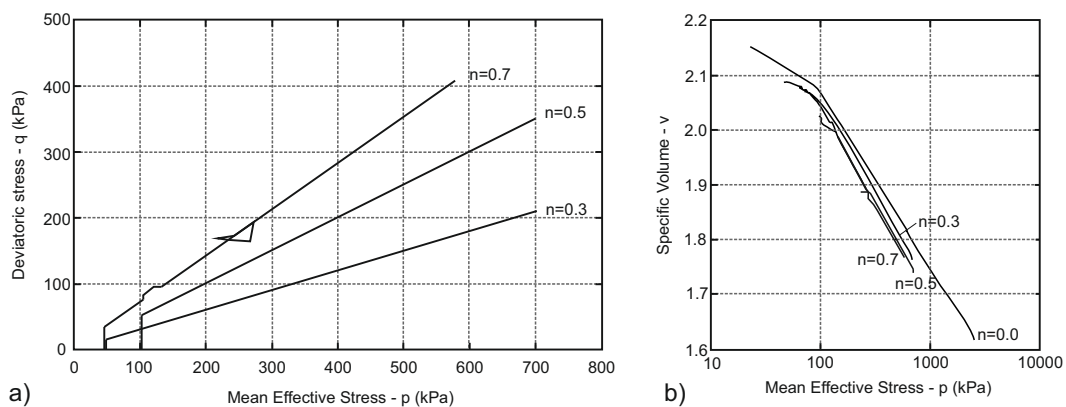 500
400
300
200
100
0
0 100 200 300 400 500 600 700 800
Deviatoric stress - q (kPa)
Mean Effective Stress - p (kPa)
n=0.7
n=0.5
n=0.3
a)
2.2
2.1
2.0
1.9
1.8
1.7
1.6
10 100 1000 10000
Specific Volume - v
Mean Effective Stress - p (kPa)
n=0.3
n=0.7
n=0.5
n=0.0
b)